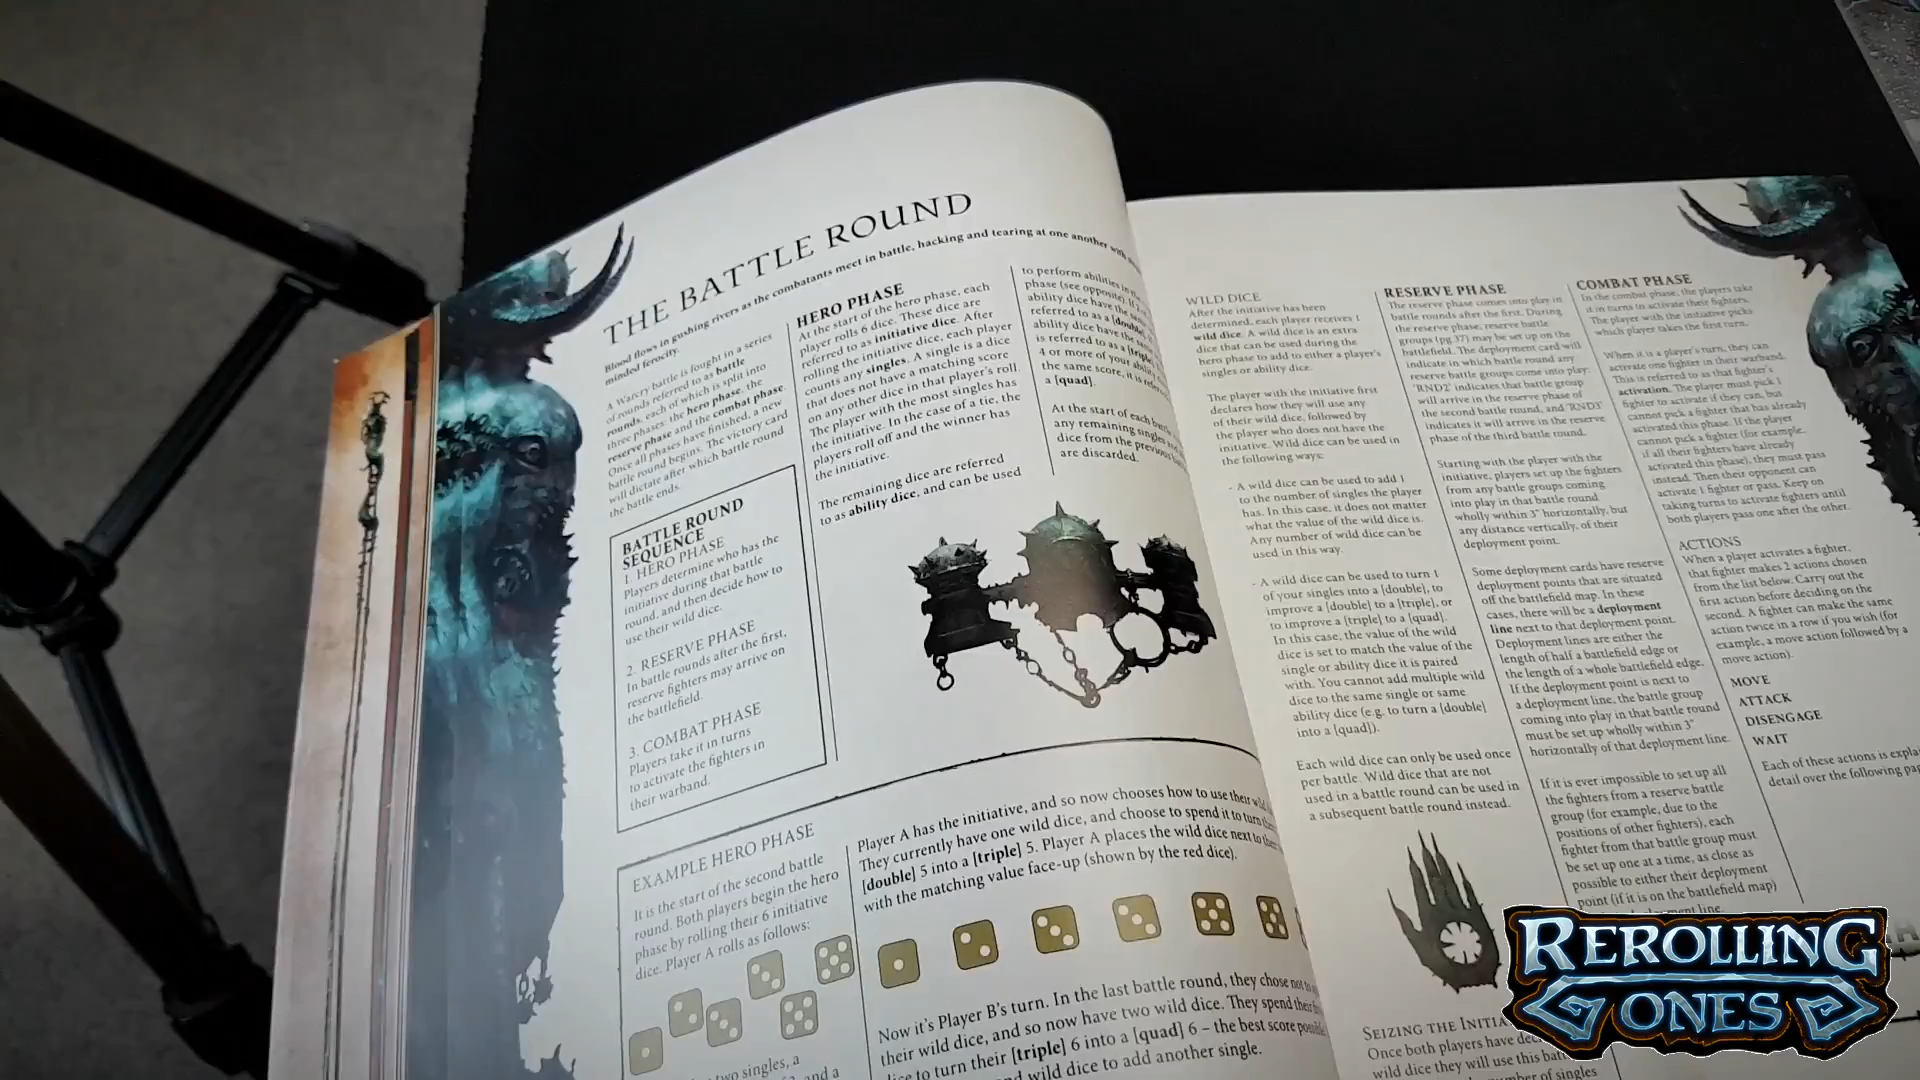 THE BATTLE ROUND
Blood flows in gushing rivers as the combatants meet in battle, hacking and tearing at one another with
minded ferocity.
A Warcry battle is fought in a series
of rounds referred to as battle
rounds, each of which is split into
three phases: the hero phase, the
reserve phase and the combat phase.
Once all phases have finished, a new
battle round begins. The victory card
will dictate after which battle round
the battle ends.
BATTLE ROUND
SEQUENCE
1. HERO PHASE
Players determine who has the
initiative during that battle
round, and then decide how to
use their wild dice.
2. RESERVE PHASE
In battle rounds after the first,
reserve fighters may arrive on
the battlefield.
3. COMBAT PHASE
Players take it in turns
to activate the fighters in
their warband.
HERO PHASE
At the start of the hero phase, each
player rolls 6 dice. These dice are
referred to as initiative dice. After
rolling the initiative dice, each player
counts any singles. A single is a dice
that does not have a matching score
on any other dice in that player's roll.
The player with the most singles has
the initiative. In the case of a tie, the
players roll off and the winner has
the initiative.
The remaining dice are referred
to as ability dice, and can be used
to perform abilities in the
phase (see opposite). If
ability dice have the
referred to as a [double]
ability dice have the
is referred to as a [triple]
4 or more of your ability
the same score, it is
a [quad].
At the start of each battle
any remaining singles
dice from the previous
are discarded.
EXAMPLE HERO PHASE
It is the start of the second battle
round. Both players begin the hero
phase by rolling their 6 initiative
dice. Player A rolls as follows:
two singles, a
and a
Player A has the initiative, and so now chooses how to use their
They currently have one wild dice, and choose to spend it to turn
[double] 5 into a [triple] 5. Player A places the wild dice next to
with the matching value face-up (shown by the red dice).
Now it's Player B's turn. In the last battle round, they chose not
their wild dice, and so now have two wild dice. They spend their
to turn their [triple] 6 into a [quad] 6 – the best score
wild dice to add another single.
WILD DICE
After the initiative has been
determined, each player receives 1
wild dice. A wild dice is an extra
dice that can be used during the
hero phase to add to either a player's
singles or ability dice.
The player with the initiative first
declares how they will use any
of their wild dice, followed by
the player who does not have the
initiative. Wild dice can be used in
the following ways:
- A wild dice can be used to add 1
to the number of singles the player
has. In this case, it does not matter
what the value of the wild dice is.
Any number of wild dice can be
used in this way.
- A wild dice can be used to turn 1
of your singles into a [double], to
improve a [double] to a [triple], or
to improve a [triple] to a [quad].
In this case, the value of the wild
dice is set to match the value of the
single or ability dice it is paired
with. You cannot add multiple wild
dice to the same single or same
ability dice (e.g. to turn a [double]
into a [quad]).
Each wild dice can only be used once
per battle. Wild dice that are not
used in a battle round can be used in
a subsequent battle round instead.
SEIZING THE
Once both players have
wild dice they will use this
number of singles
RESERVE PHASE
The reserve phase comes into play in
battle rounds after the first. During
the reserve phase, reserve battle
groups (pg 37) may be set up on the
battlefield. The deployment card will
indicate in which battle round any
reserve battle groups come into play:
'RND2' indicates that battle group
will arrive in the reserve phase of
the second battle round, and 'RND3'
indicates it will arrive in the reserve
phase of the third battle round.
Starting with the player with the
initiative, players set up the fighters
from any battle groups coming
into play in that battle round
wholly within 3" horizontally, but
any distance vertically, of their
deployment point.
Some deployment cards have reserve
deployment points that are situated
off the battlefield map. In these
cases, there will be a deployment
line next to that deployment point.
Deployment lines are either the
length of half a battlefield edge or
the length of a whole battlefield edge.
If the deployment point is next to
a deployment line, the battle group
coming into play in that battle round
must be set up wholly within 3"
horizontally of that deployment line.
If it is ever impossible to set up all
the fighters from a reserve battle
group (for example, due to the
positions of other fighters), each
fighter from that battle group must
be set up one at a time, as close as
possible to either their deployment
point (if it is on the battlefield map)
line.
COMBAT PHASE
In the combat phase, the players take
it in turns to activate their fighters.
The player with the initiative picks
which player takes the first turn.
When it is a player's turn, they can
activate one fighter in their warband.
This is referred to as that fighter's
activation. The player must pick 1
fighter to activate if they can, but
cannot pick a fighter that has already
activated this phase. If the player
cannot pick a fighter (for example,
if all their fighters have already
activated this phase), they must pass
instead. Then their opponent can
activate 1 fighter or pass. Keep on
taking turns to activate fighters until
both players pass one after the other.
ACTIONS
When a player activates a fighter,
that fighter makes 2 actions chosen
from the list below. Carry out the
first action before deciding on the
second. A fighter can make the same
action twice in a row if you wish (for
example, a move action followed by a
move action).
MOVE
ATTACK
DISENGAGE
WAIT
Each of these actions is
detail over the following
REROLLING
ONES